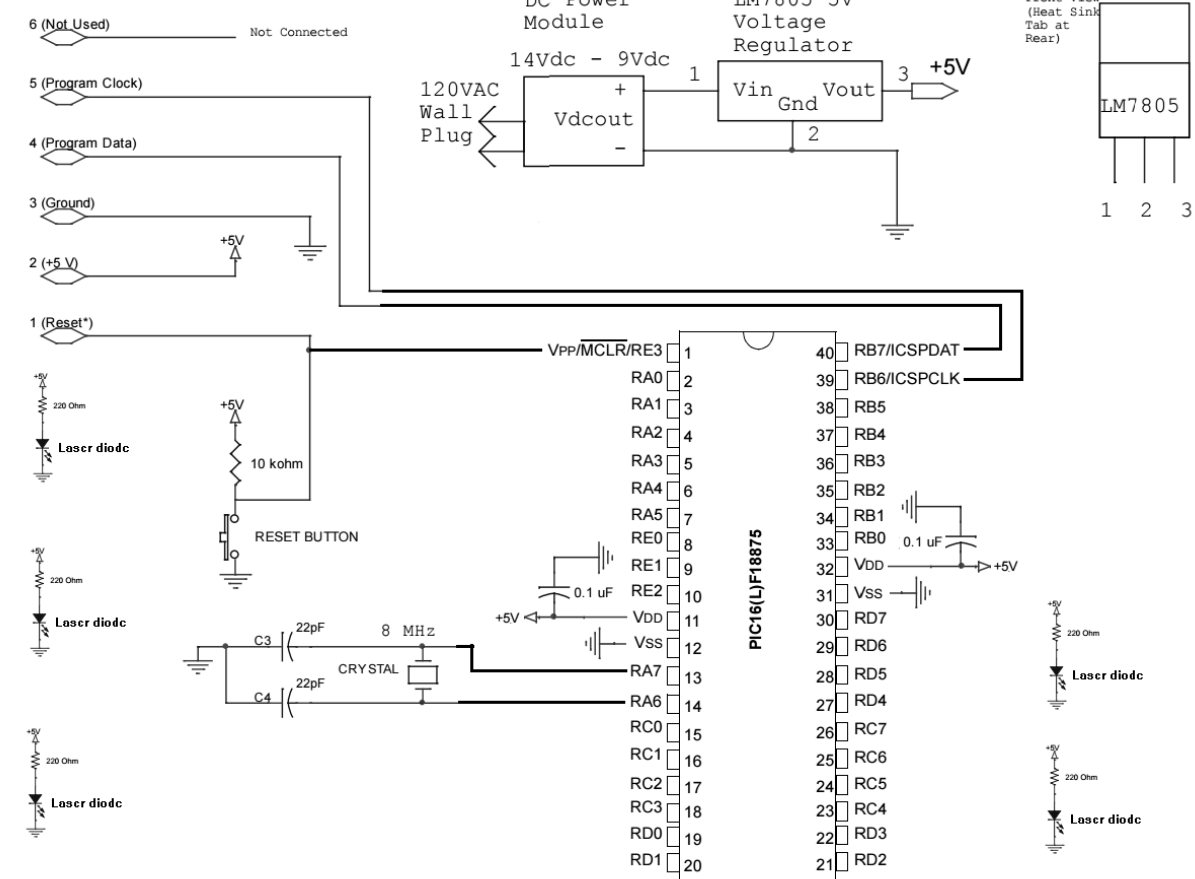 6 (Not Used)
Not Connected
5 (Program Clock)
4 (Program Data)
3 (Ground)
2 (+5 V)
+5V
1 (Reset*)
DC Power
Module
14Vdc - 9Vdc
120VAC
Wall
Plug
+
Vdcout
-
LM7805 5V
Voltage
Regulator
1
Vin
Gnd
Vout
3
+5V
2
Front View
(Heat Sink
Tab at
Rear)
LM7805
1 2 3
+5V
220 Ohm
Laser diode
+5V
10 kohm
RESET BUTTON
+5V
220 Ohm
Laser diode
+5V
220 Ohm
Laser diode
0.1 uF
+5V
C3
22pF
8 MHz
CRYSTAL
C4
22pF
VPP/MCLR/RE3 1
RA0 2
RA1 3
RA2 4
RA3 5
RA4 6
RA5 7
RE0 8
RE1 9
RE2 10
VDD 11
VSS 12
RA7 13
RA6 14
RC0 15
RC1 16
RC2 17
RC3 18
RD0 19
RD1 20
PIC16(L)F18875
40 RB7/ICSPDAT
39 RB6/ICSPCLK
38 RB5
37 RB4
36 RB3
35 RB2
34 RB1
33 RB0
32 VDD
31 VSS
30 RD7
29 RD6
28 RD5
27 RD4
26 RC7
25 RC6
24 RC5
23 RC4
22 RD3
21 RD2
0.1 uF
+5V
+5V
220 Ohm
Laser diode
+5V
220 Ohm
Laser diode